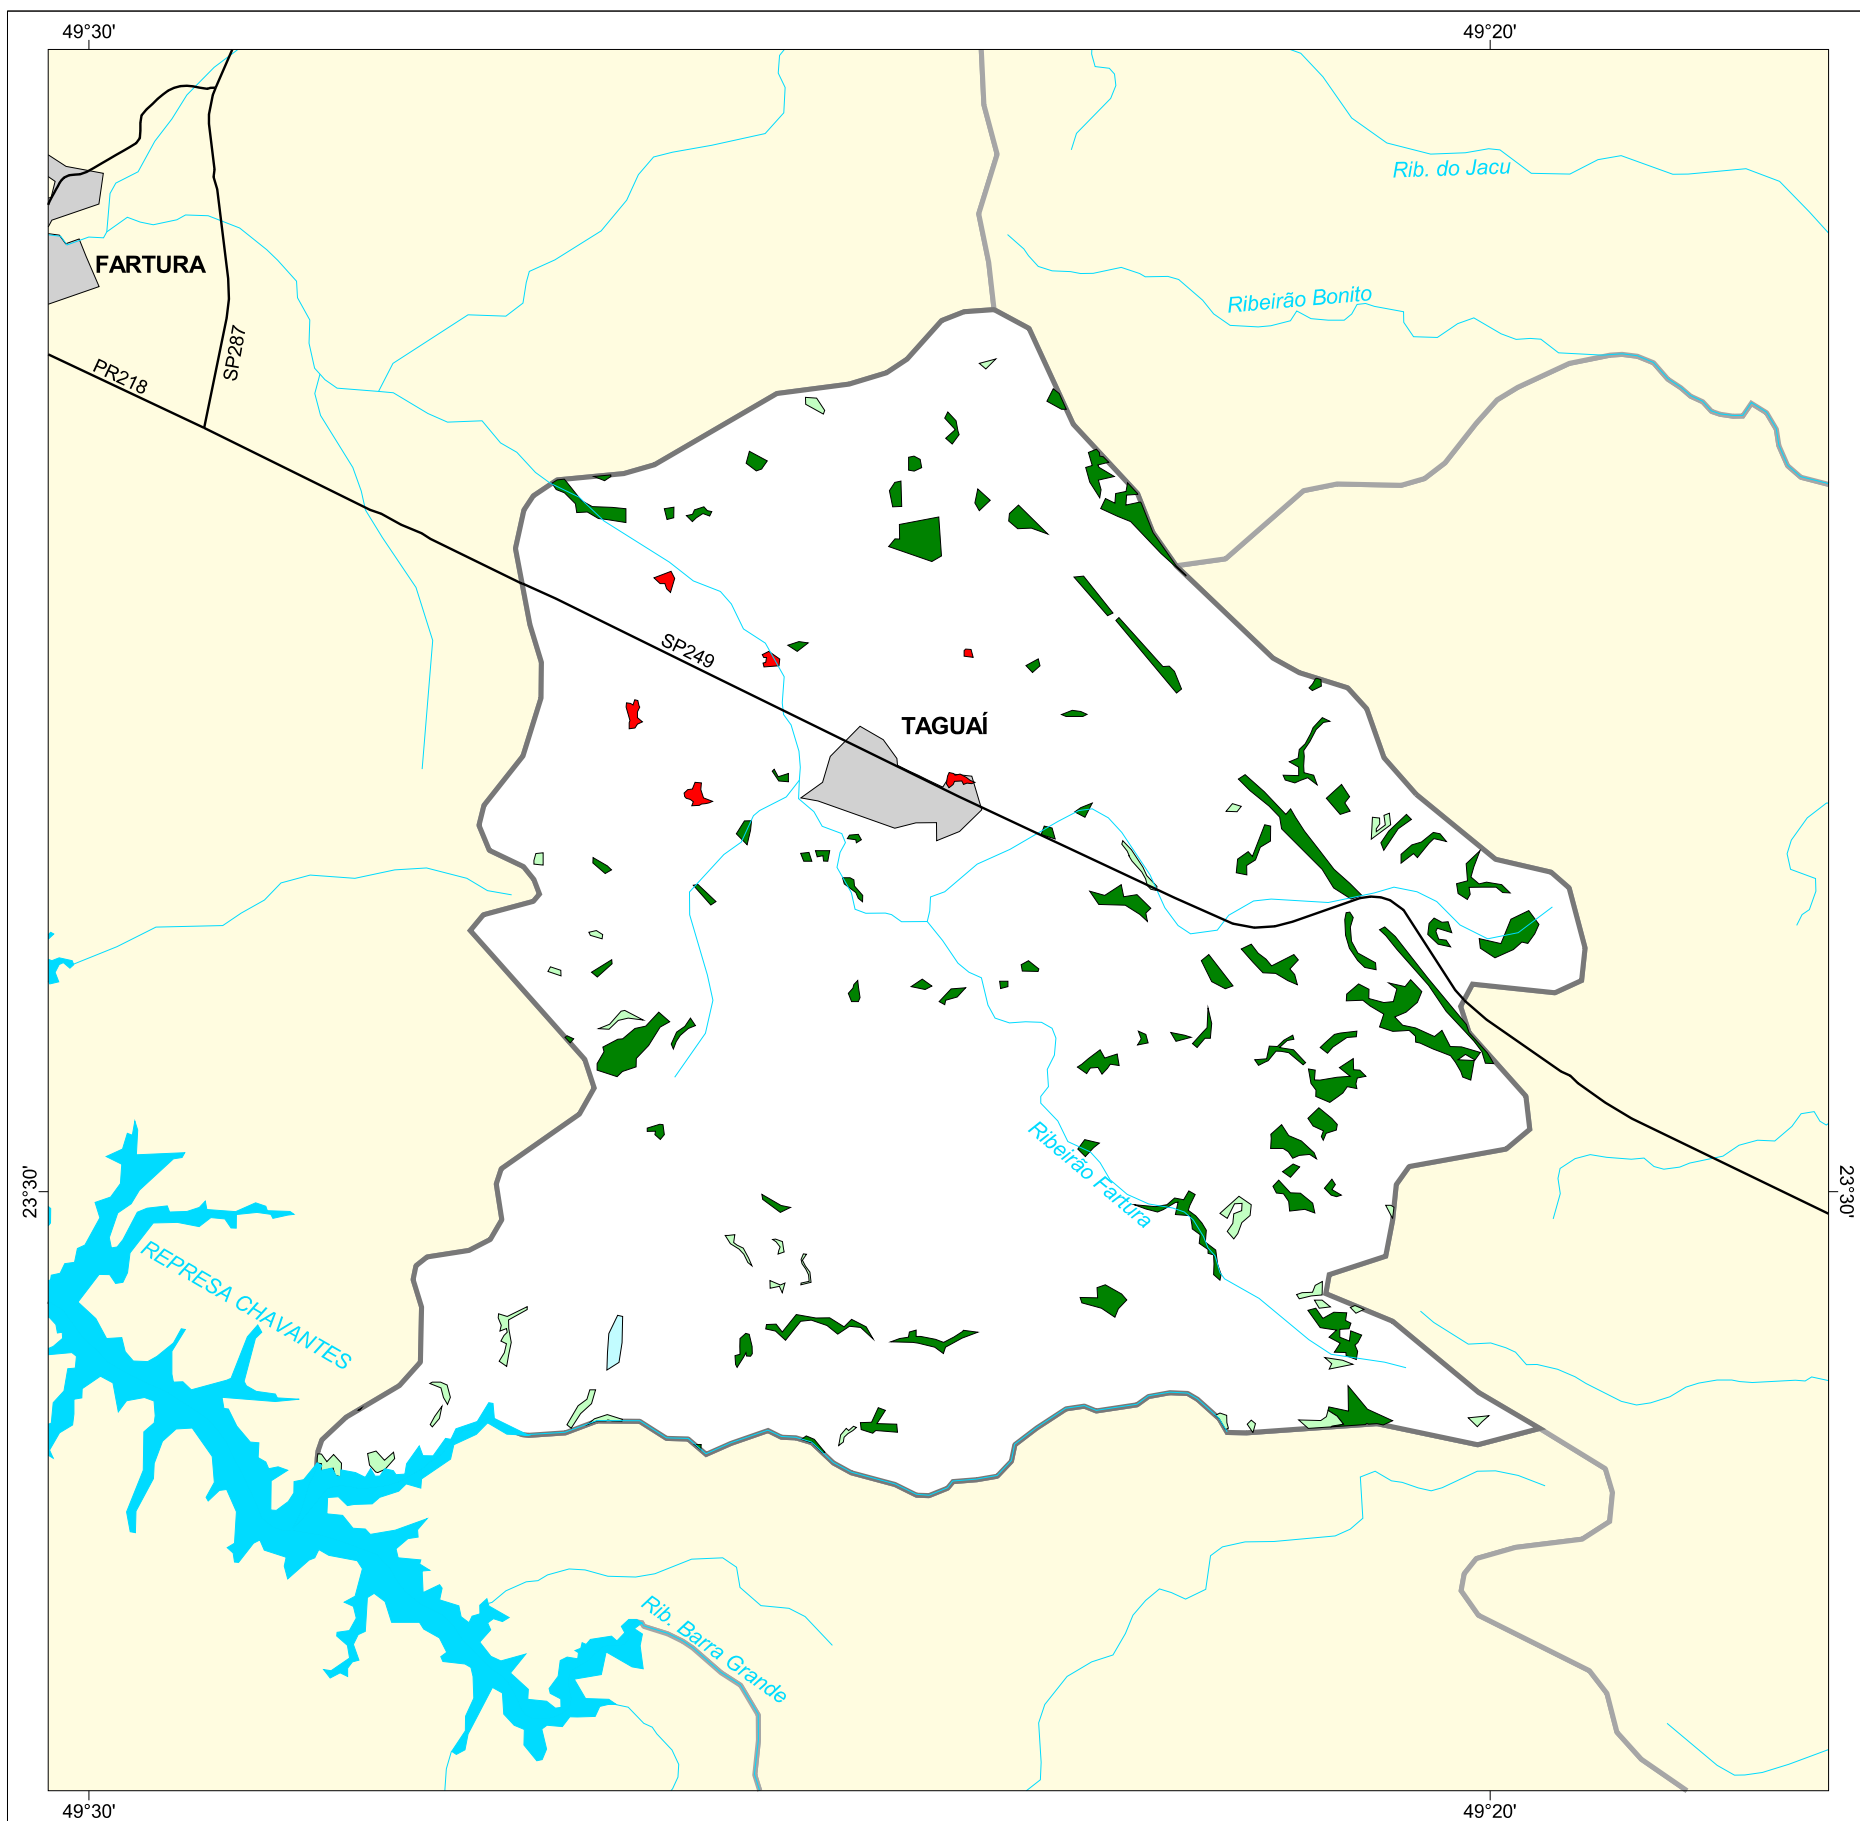 49°30'
49°20'
Rib. do Jacu
FARTURA
Ribeirão Bonito
SP287
PR218
SP249
TAGUAÍ
Ribeirão Fartura
23°30'
23°30'
REPRESA CHAVANTES
Rib. Barra Grande
49°30'
49°20'